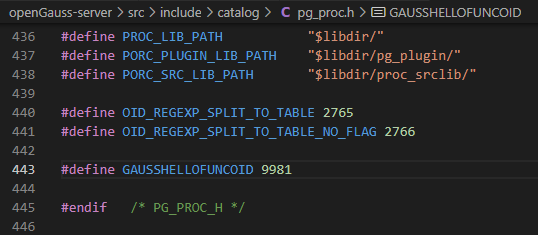 openGauss-server > src > include > catalog > C pg_proc.h > GAUSSHELLOFUNCOID
436 #define PROC_LIB_PATH "$libdir/"
437 #define PORC_PLUGIN_LIB_PATH "$libdir/pg_plugin/"
438 #define PORC_SRC_LIB_PATH "$libdir/proc_srclib/"
439
440 #define OID_REGEXP_SPLIT_TO_TABLE 2765
441 #define OID_REGEXP_SPLIT_TO_TABLE_NO_FLAG 2766
442
443 #define GAUSSHELLOFUNCOID 9981
444
445 #endif /* PG_PROC_H */
446